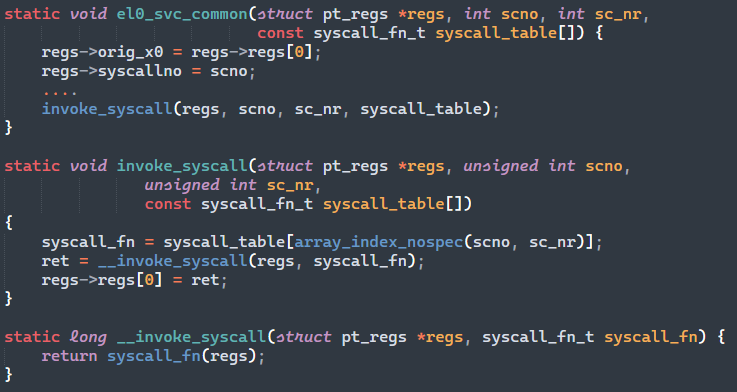 static void el0_svc_common(struct pt_regs *regs, int scno, int sc_nr,
                           const syscall_fn_t syscall_table[]) {
    regs->orig_x0 = regs->regs[0];
    regs->syscallno = scno;
    ....
    invoke_syscall(regs, scno, sc_nr, syscall_table);
}

static void invoke_syscall(struct pt_regs *regs, unsigned int scno,
               unsigned int sc_nr,
               const syscall_fn_t syscall_table[])
{
    syscall_fn = syscall_table[array_index_nospec(scno, sc_nr)];
    ret = __invoke_syscall(regs, syscall_fn);
    regs->regs[0] = ret;
}

static long __invoke_syscall(struct pt_regs *regs, syscall_fn_t syscall_fn) {
    return syscall_fn(regs);
}